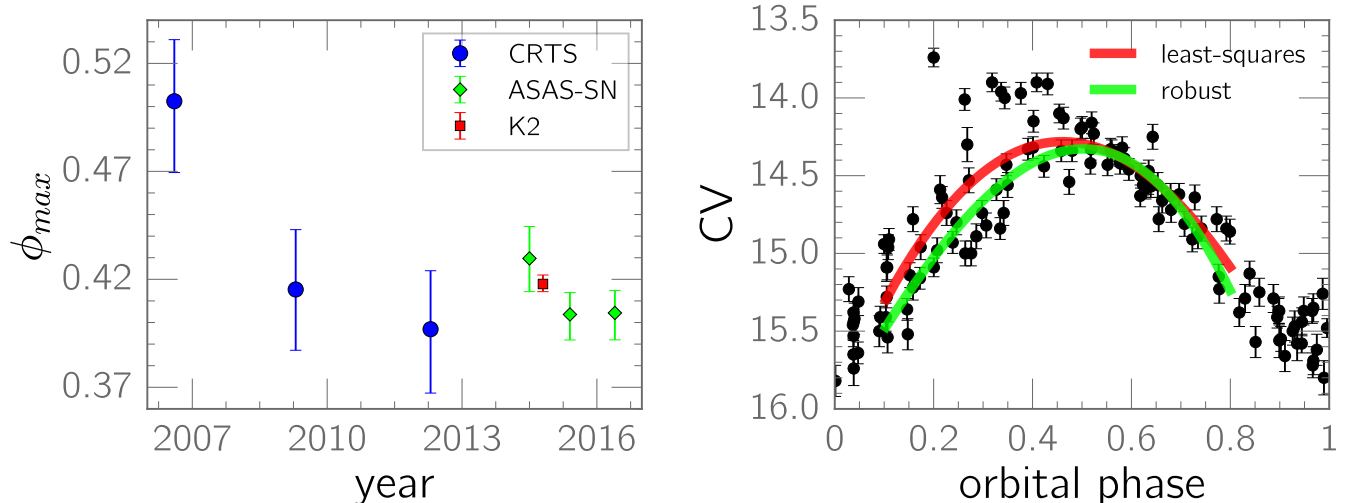 0.52
0.47
0.42
0.37
ϕmax
CRTS
ASAS-SN
K2
2007 2010 2013 2016
year
13.5
14.0
14.5
15.0
15.5
16.0
CV
least-squares
robust
0 0.2 0.4 0.6 0.8 1
orbital phase